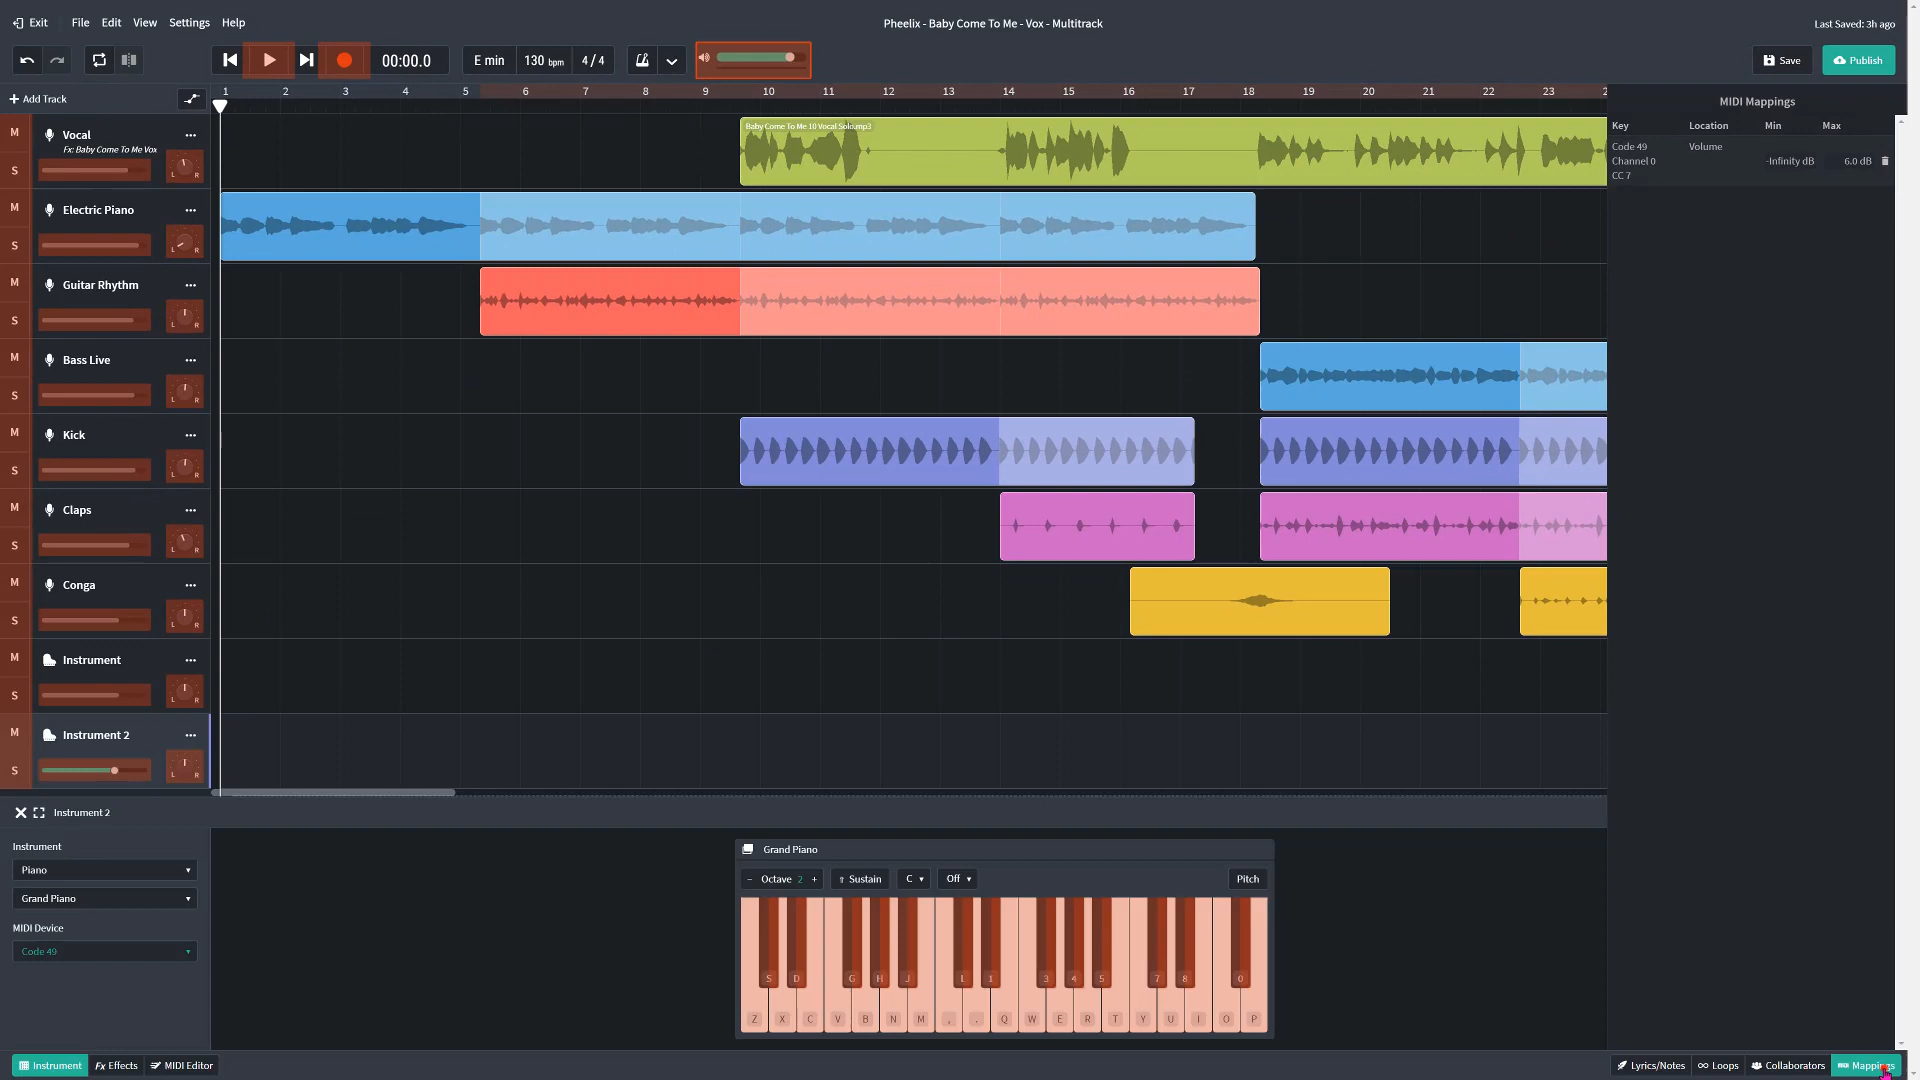 Exit File Edit View Settings Help
Pheelix - Baby Come To Me - Vox - Multitrack
Last Saved: 3h ago
00:00.0 E min 130 bpm 4 / 4
Save Publish
+ Add Track
1 2 3 4 5 6 7 8 9 10 11 12 13 14 15 16 17 18 19 20 21 22 23 2
M Vocal
Fx: Baby Come To Me Vox
S L R
Baby Come To Me 10 Vocal Solo.mp3
M Electric Piano
S L R
M Guitar Rhythm
S L R
M Bass Live
S L R
M Kick
S L R
M Claps
S L R
M Conga
S L R
M Instrument
S L R
M Instrument 2
S L R
MIDI Mappings
Key Location Min Max
Code 49 Volume
Channel 0 -Infinity dB 6.0 dB
CC 7
Instrument 2
Instrument
Piano
Grand Piano
MIDI Device
Code 49
Grand Piano
− Octave 2 + ⇧ Sustain C Off Pitch
S D G H J L 1 3 4 5 7 8 0
Z X C V B N M , . Q W E R T Y U I O P
Instrument Fx Effects MIDI Editor
Lyrics/Notes Loops Collaborators Mappings